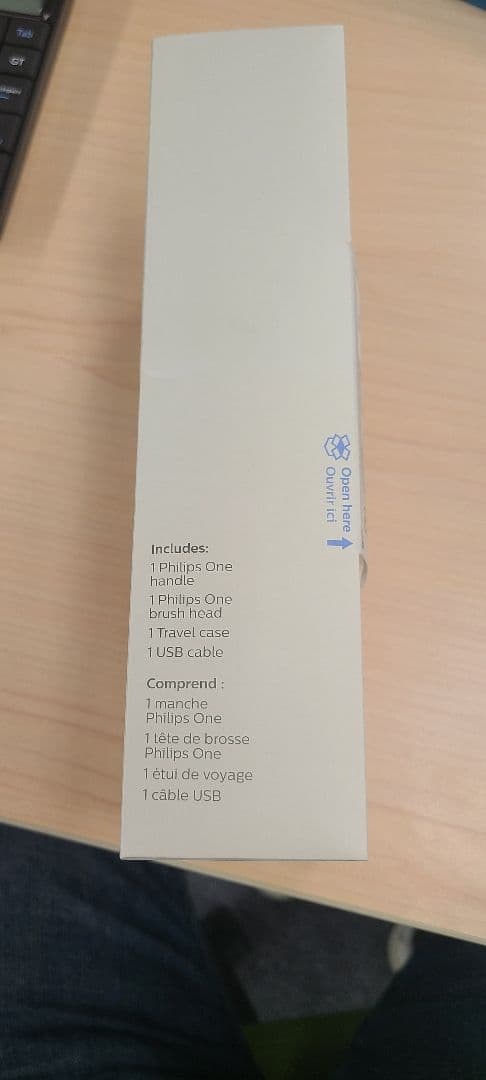 Tab
Open here
Ouvrir ici
Includes:
1 Philips One
handle
1 Philips One
brush head
1 Travel case
1 USB cable
Comprend :
1 manche
Philips One
1 tête de brosse
Philips One
1 étui de voyage
1 câble USB